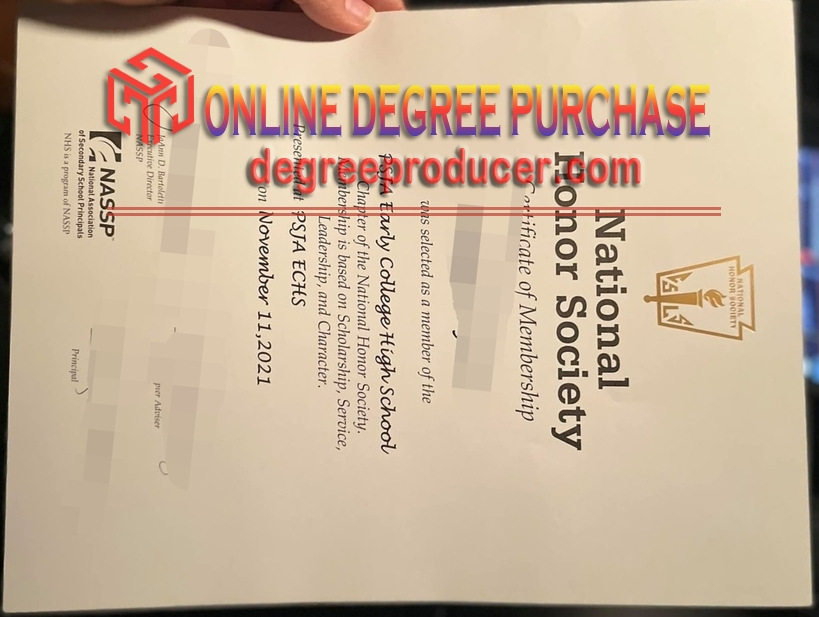 ONLINE DEGREE PURCHASE
degreeproducer.com
NATIONAL
HONOR SOCIETY
National
Honor Society
Certificate of Membership
was selected as a member of the
PSJA Early College High School
Chapter of the National Honor Society.
Membership is based on Scholarship, Service,
Leadership, and Character.
Presented at PSJA ECHS
on November 11, 2021
JoAnn D. Bartoletti
Executive Director
NASSP
Adviser
NASSP
National Association
of Secondary School Principals
NHS is a program of NASSP
Principal